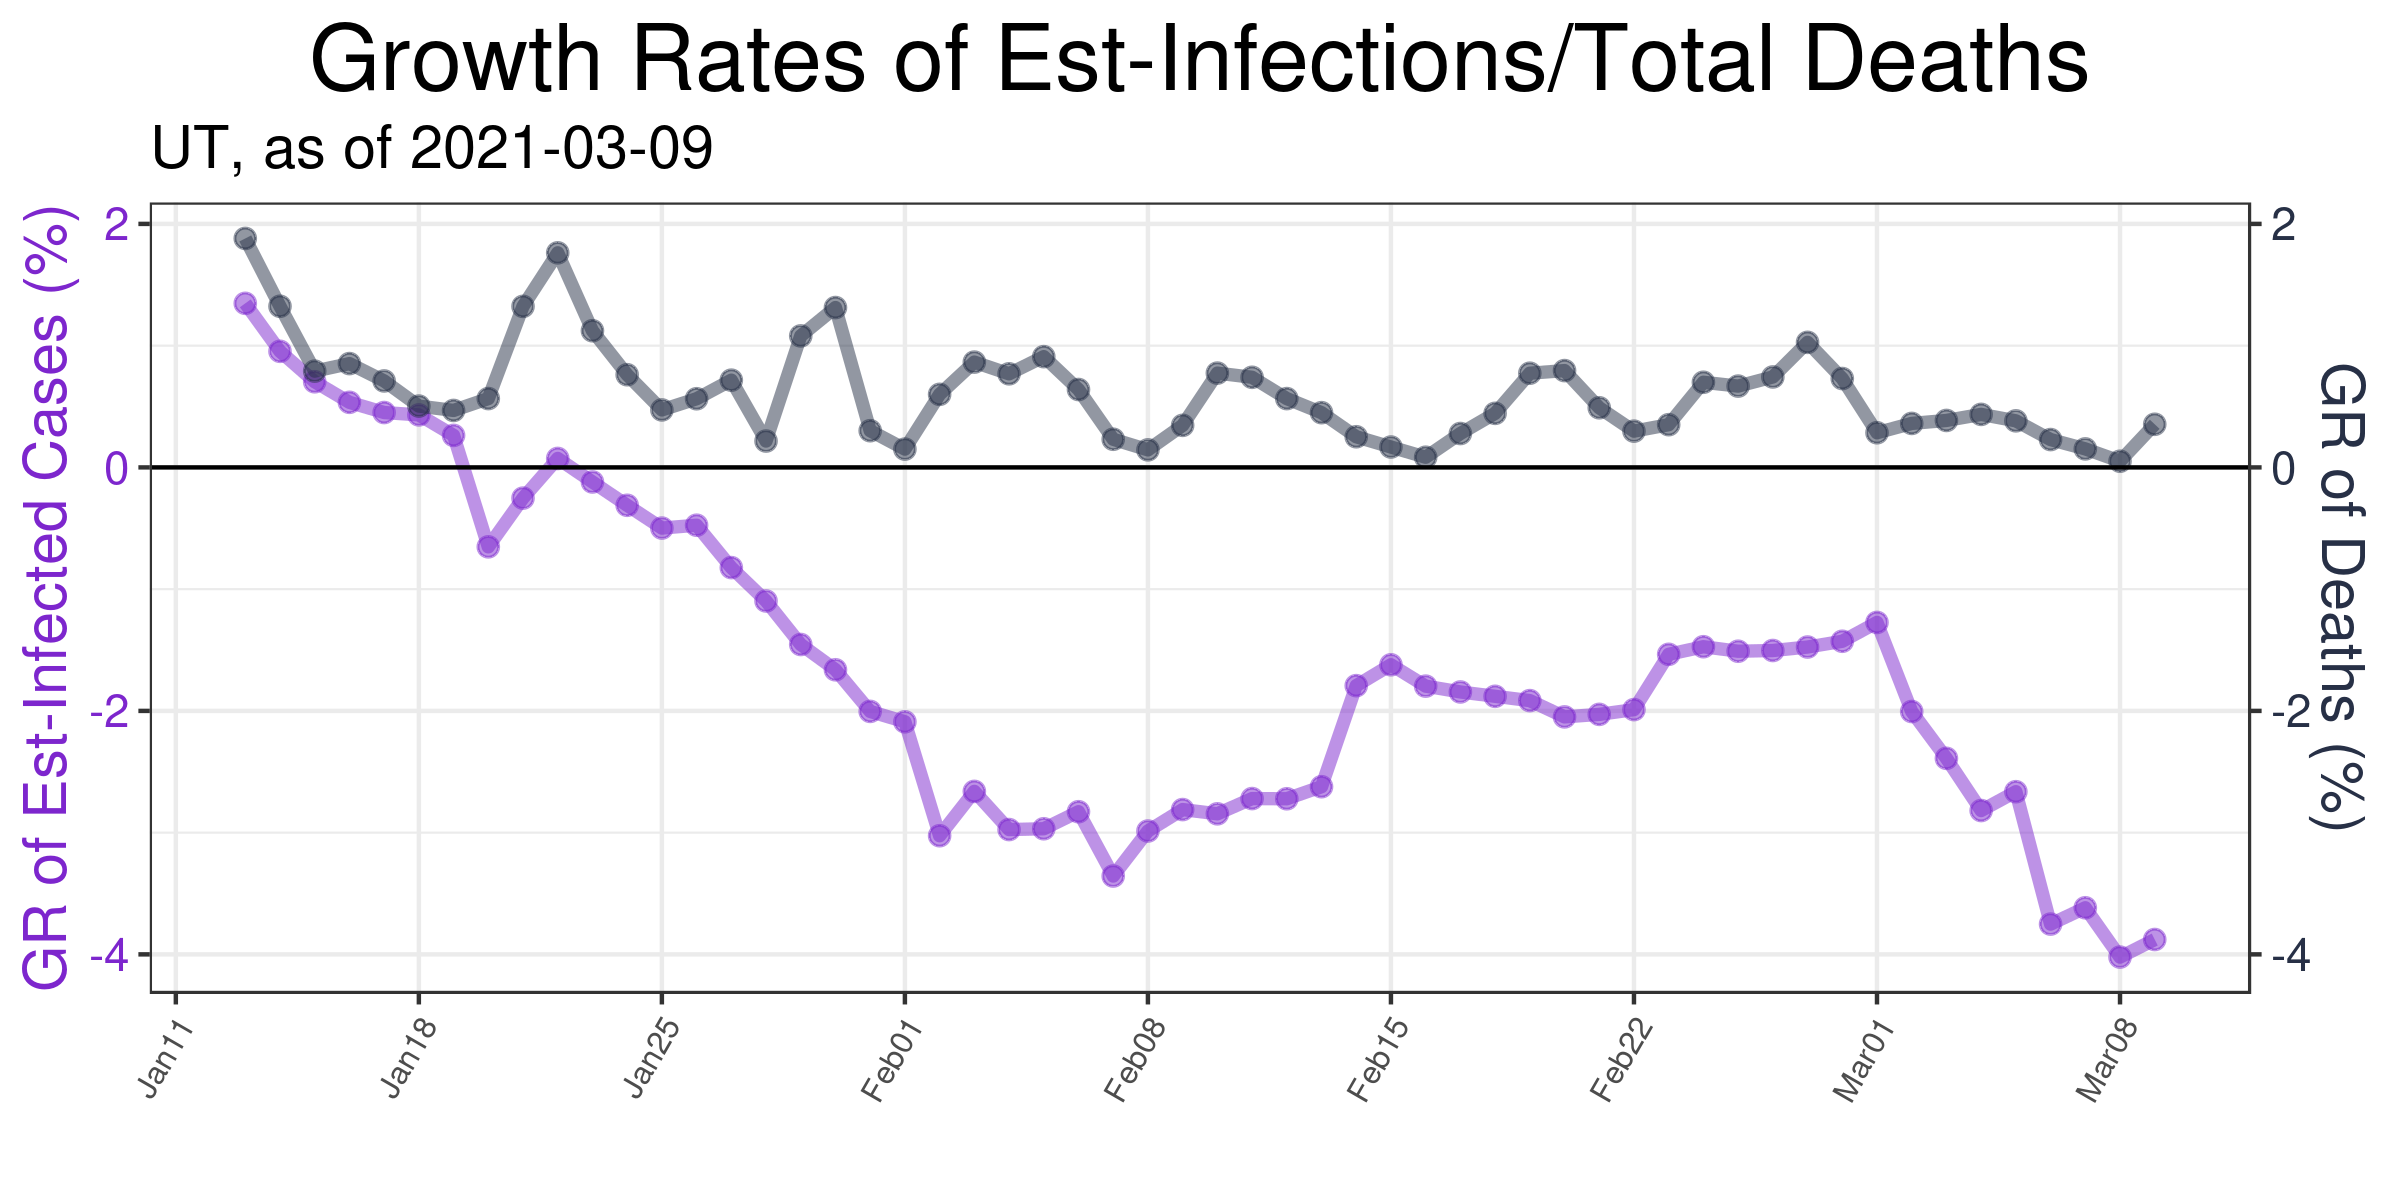 Growth Rates of Est-Infections/Total Deaths
UT, as of 2021-03-09
GR of Est-Infected Cases (%)
2
0
-2
-4
2
0
-2
-4
GR of Deaths (%)
Jan11
Jan18
Jan25
Feb01
Feb08
Feb15
Feb22
Mar01
Mar08